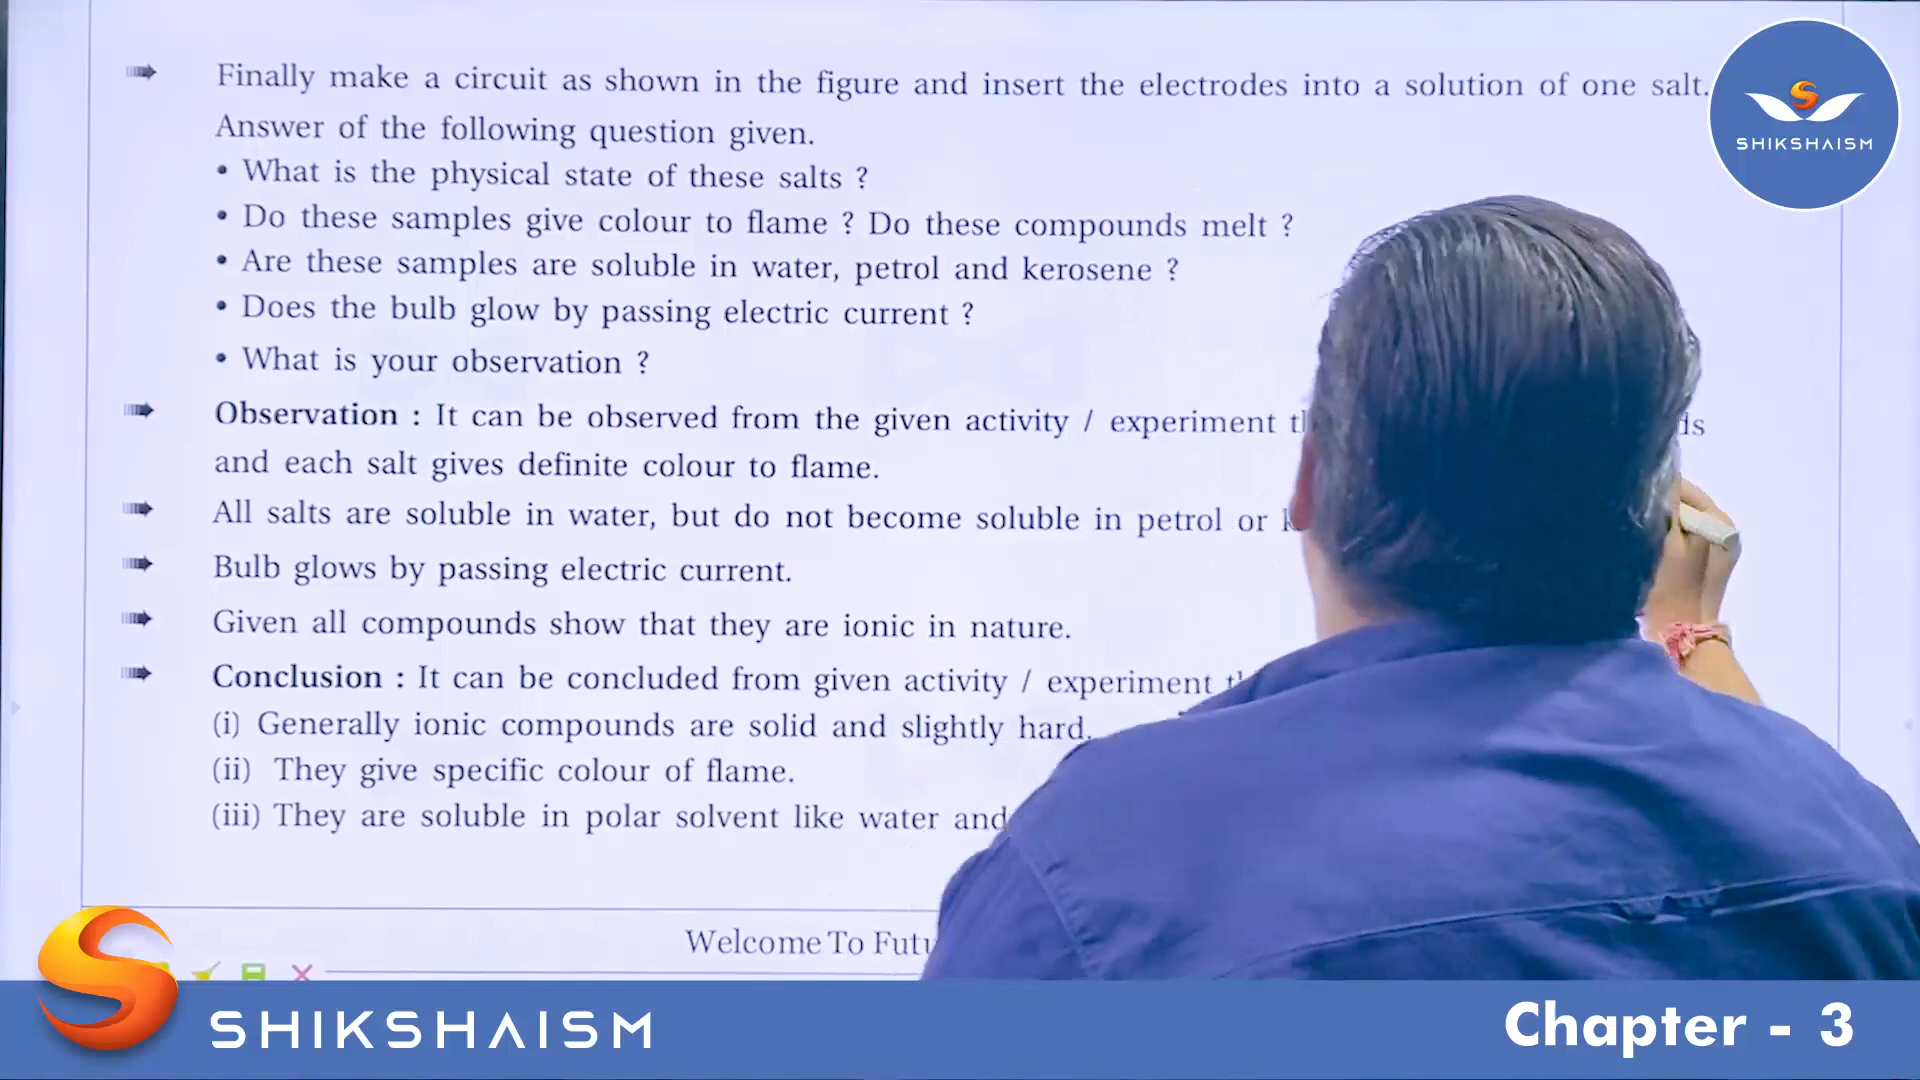 Finally make a circuit as shown in the figure and insert the electrodes into a solution of one salt.
Answer of the following question given.
• What is the physical state of these salts ?
• Do these samples give colour to flame ? Do these compounds melt ?
• Are these samples are soluble in water, petrol and kerosene ?
• Does the bulb glow by passing electric current ?
• What is your observation ?
Observation : It can be observed from the given activity / experiment
and each salt gives definite colour to flame.
All salts are soluble in water, but do not become soluble in petrol or
Bulb glows by passing electric current.
Given all compounds show that they are ionic in nature.
Conclusion : It can be concluded from given activity / experiment
(i) Generally ionic compounds are solid and slightly hard.
(ii) They give specific colour of flame.
(iii) They are soluble in polar solvent like water and
Welcome To
SHIKSHAISM
SHIKSHAISM
Chapter - 3